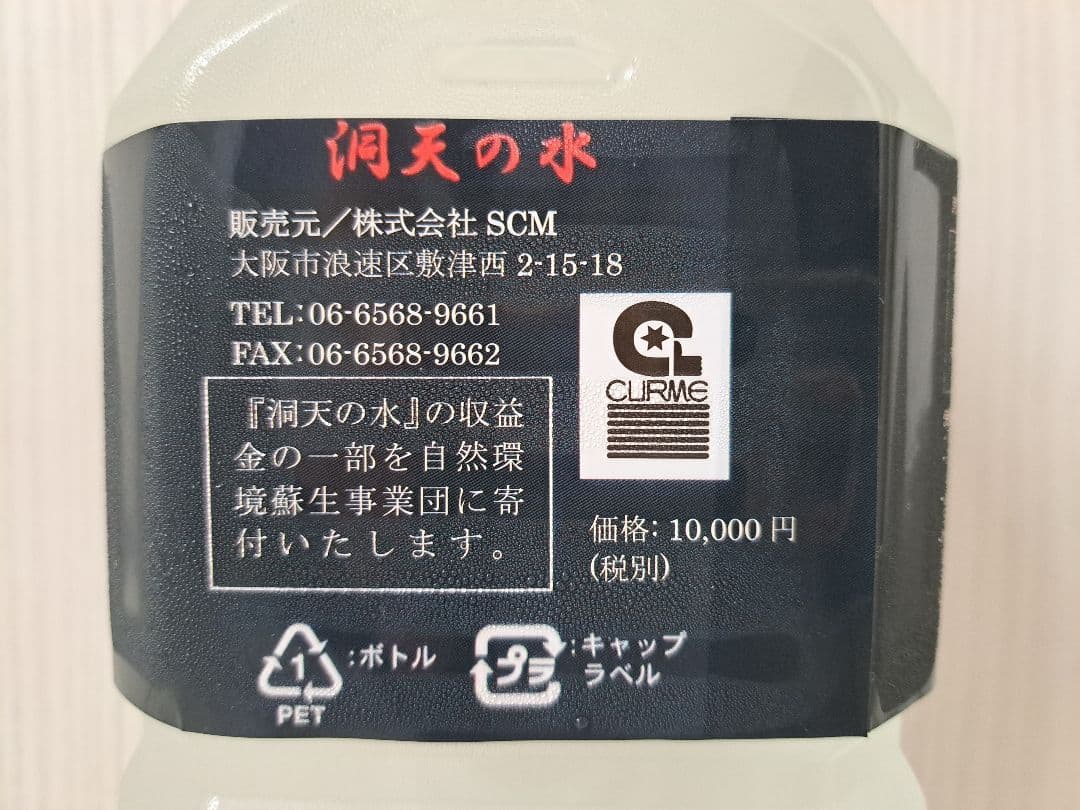 洞天の水
販売元／株式会社 SCM
大阪市浪速区敷津西 2-15-18
TEL:06-6568-9661
FAX:06-6568-9662
『洞天の水』の収益
金の一部を自然環
境蘇生事業団に寄
付いたします。
CURME
価格: 10,000 円
(税別)
1
PET
:ボトル
プラ
:キャップ
ラベル